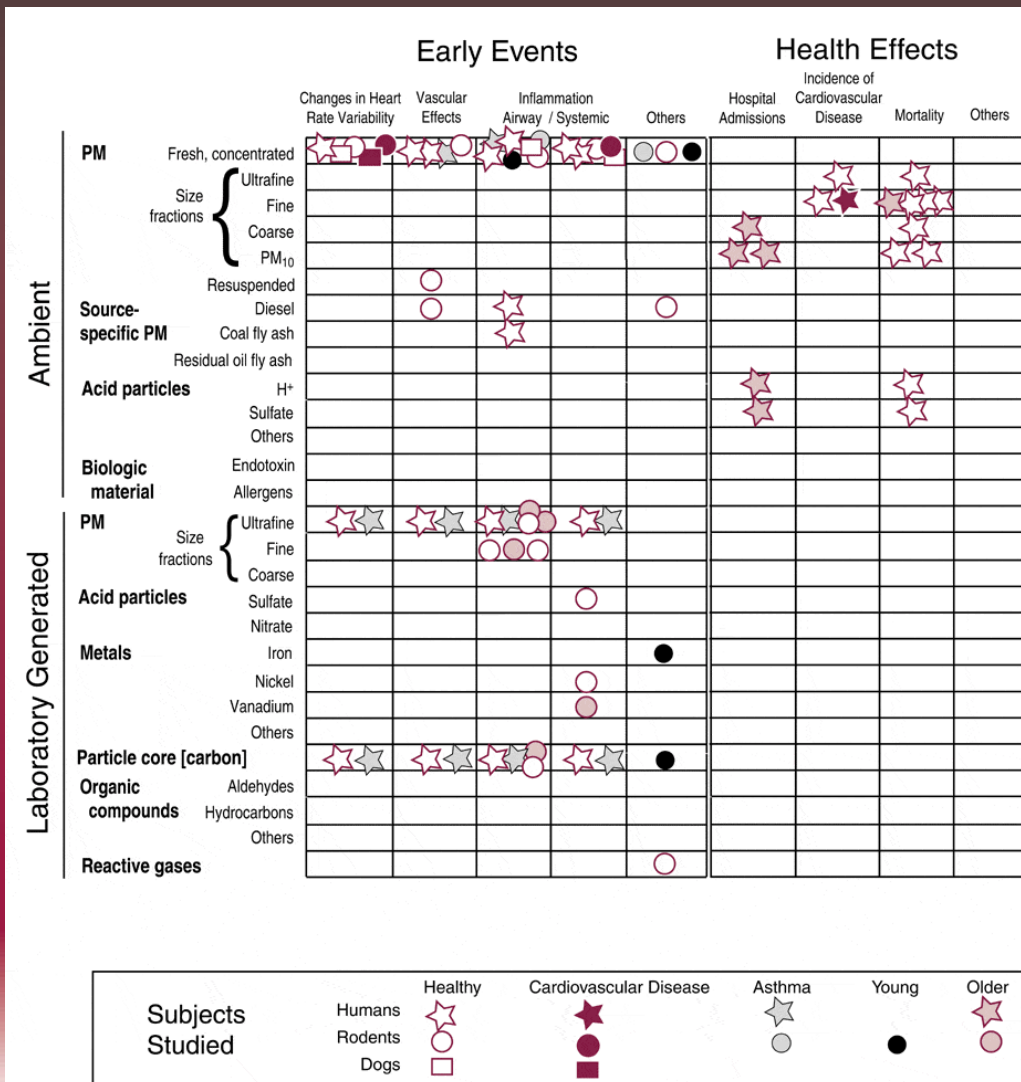 Early Events
Health Effects
Changes in Heart
Rate Variability
Vascular
Effects
Inflammation
Airway / Systemic
Others
Hospital
Admissions
Incidence of
Cardiovascular
Disease
Mortality
Others
Ambient
PM
Fresh, concentrated
Size
fractions
Ultrafine
Fine
Coarse
PM10
Resuspended
Source-
specific PM
Diesel
Coal fly ash
Residual oil fly ash
Acid particles
H+
Sulfate
Others
Biologic
material
Endotoxin
Allergens
Laboratory Generated
PM
Size
fractions
Ultrafine
Fine
Coarse
Acid particles
Sulfate
Nitrate
Metals
Iron
Nickel
Vanadium
Others
Particle core [carbon]
Organic
compounds
Aldehydes
Hydrocarbons
Others
Reactive gases
Subjects
Studied
Healthy
Cardiovascular Disease
Asthma
Young
Older
Humans
Rodents
Dogs